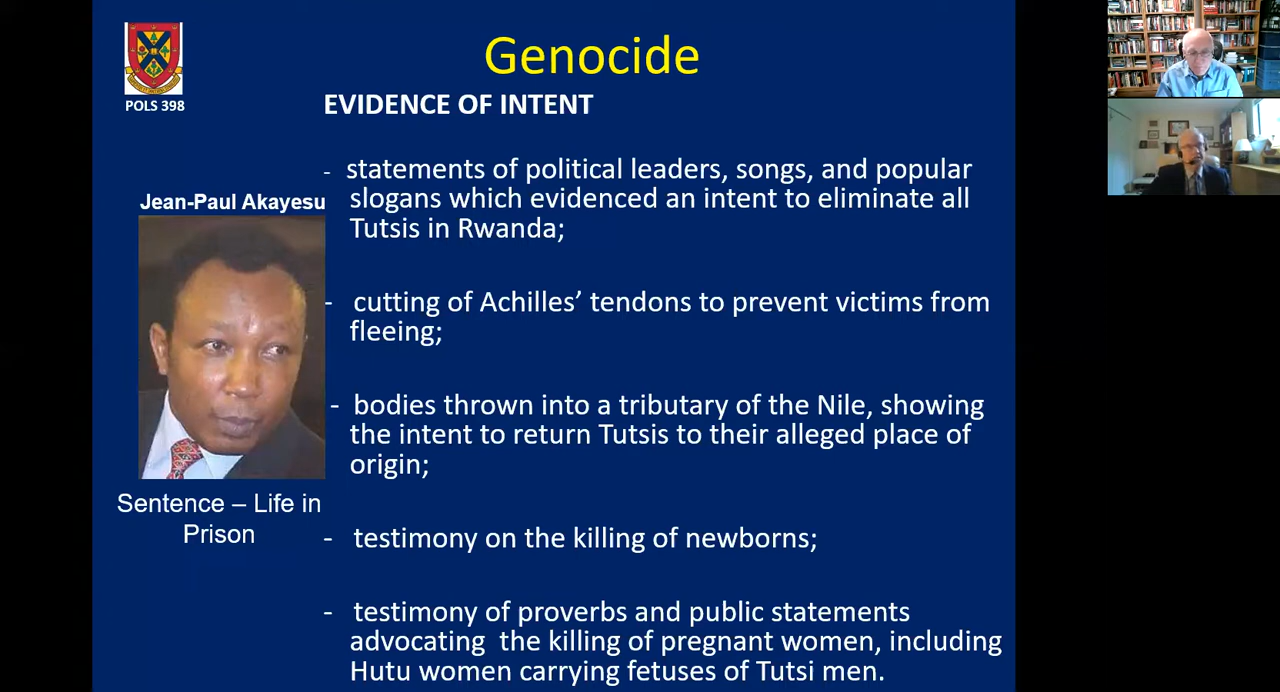 Genocide
POLS 398
EVIDENCE OF INTENT
- statements of political leaders, songs, and popular
slogans which evidenced an intent to eliminate all
Tutsis in Rwanda;
Jean-Paul Akayesu
- cutting of Achilles’ tendons to prevent victims from
fleeing;
- bodies thrown into a tributary of the Nile, showing
the intent to return Tutsis to their alleged place of
origin;
Sentence – Life in
Prison
- testimony on the killing of newborns;
- testimony of proverbs and public statements
advocating the killing of pregnant women, including
Hutu women carrying fetuses of Tutsi men.